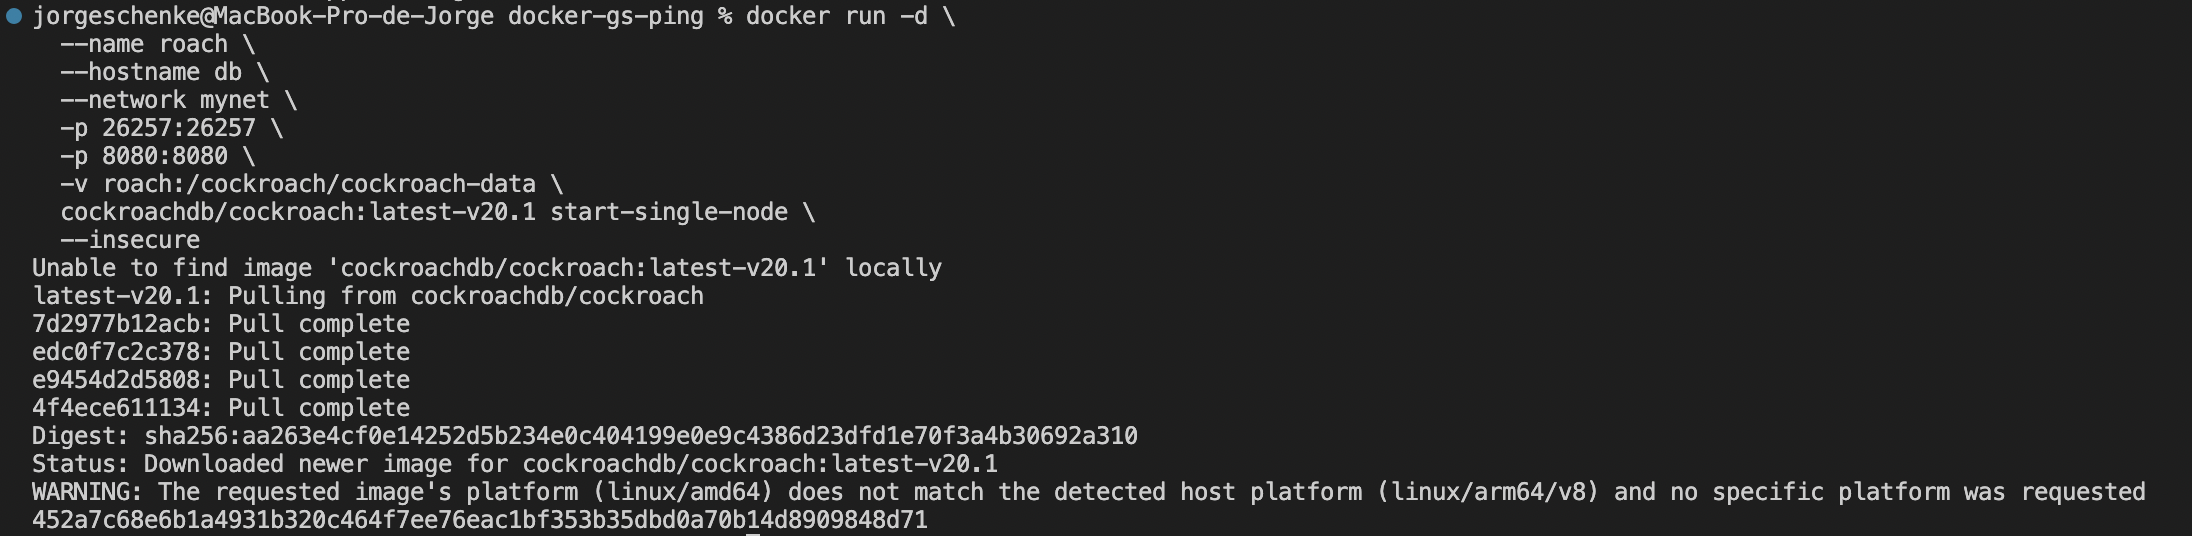 jorgeschenke@MacBook-Pro-de-Jorge docker-gs-ping % docker run -d \
--name roach \
--hostname db \
--network mynet \
-p 26257:26257 \
-p 8080:8080 \
-v roach:/cockroach/cockroach-data \
cockroachdb/cockroach:latest-v20.1 start-single-node \
--insecure
Unable to find image 'cockroachdb/cockroach:latest-v20.1' locally
latest-v20.1: Pulling from cockroachdb/cockroach
7d2977b12acb: Pull complete
edc0f7c2c378: Pull complete
e9454d2d5808: Pull complete
4f4ece611134: Pull complete
Digest: sha256:aa263e4cf0e14252d5b234e0c404199e0e9c4386d23dfd1e70f3a4b30692a310
Status: Downloaded newer image for cockroachdb/cockroach:latest-v20.1
WARNING: The requested image's platform (linux/amd64) does not match the detected host platform (linux/arm64/v8) and no specific platform was requested
452a7c68e6b1a4931b320c464f7ee76eac1bf353b35dbd0a70b14d8909848d71